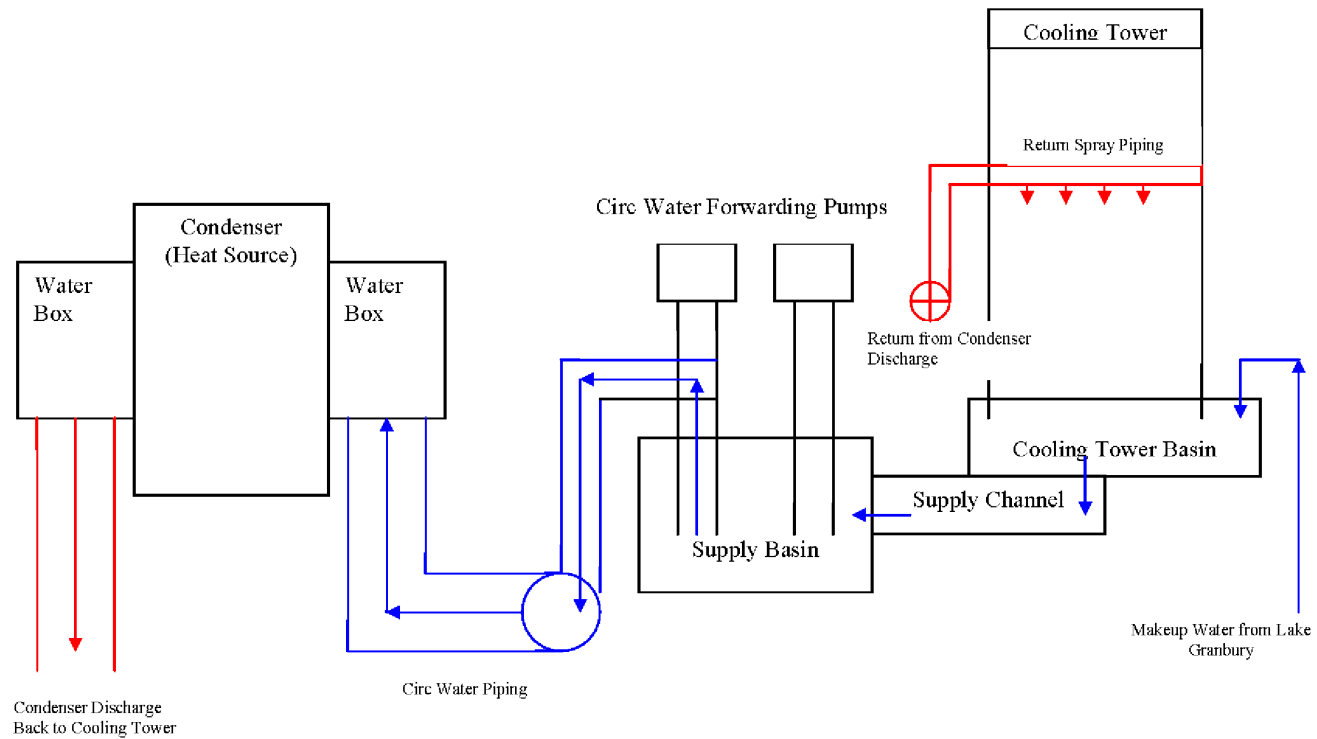 Cooling Tower
Return Spray Piping
Circ Water Forwarding Pumps
Condenser
(Heat Source)
Water
Box
Water
Box
Return from Condenser
Discharge
Cooling Tower Basin
Supply Channel
Supply Basin
Makeup Water from Lake
Granbury
Circ Water Piping
Condenser Discharge
Back to Cooling Tower